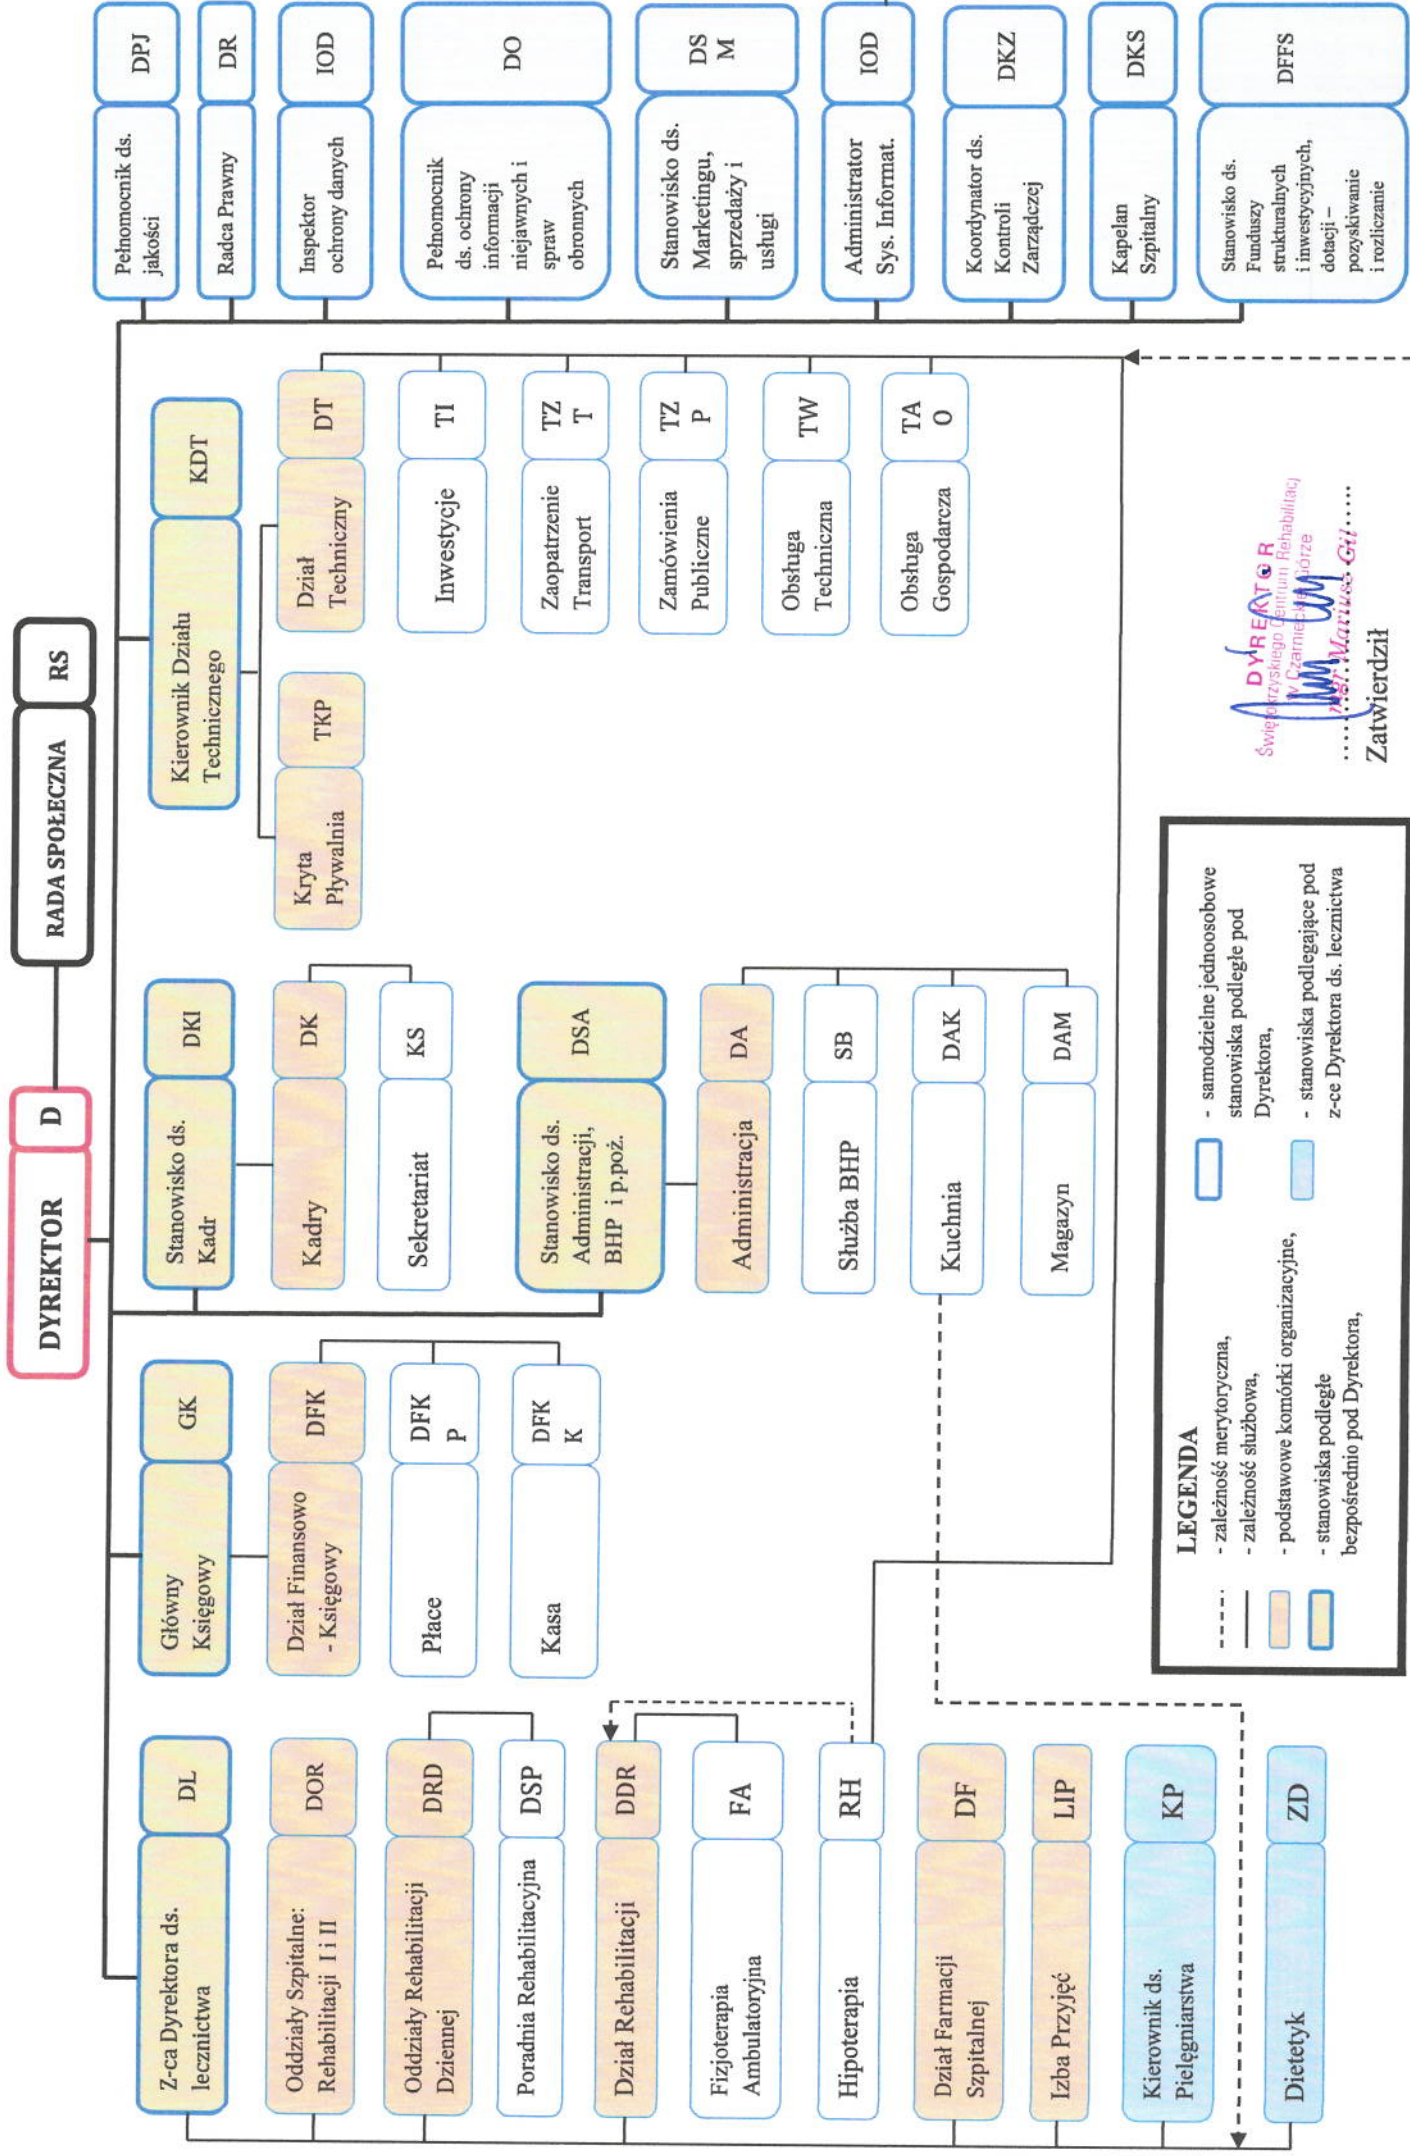 DYREKTOR
D
RADA SPOŁECZNA
RS
Z-ca Dyrektora ds.
lecznictwa
DL
Oddziały Szpitalne:
Rehabilitacji I i II
DOR
Oddziały Rehabilitacji
Dziennej
DRD
Poradnia Rehabilitacyjna
DSP
Dział Rehabilitacji
DDR
Fizjoterapia
Ambulatoryjna
FA
Hipoterapia
RH
Dział Farmacji
Szpitalnej
DF
Izba Przyjęć
LIP
Kierownik ds.
Pielęgniarstwa
KP
Dietetyk
ZD
Główny
Księgowy
GK
Dział Finansowo
- Księgowy
DFK
Płace
DFK
P
Kasa
DFK
K
Stanowisko ds.
Kadr
DKI
Kadry
DK
Sekretariat
KS
Stanowisko ds.
Administracji,
BHP i p.poż.
DSA
Administracja
DA
Służba BHP
SB
Kuchnia
DAK
Magazyn
DAM
Kierownik Działu
Technicznego
KDT
Kryta
Pływalnia
TKP
Dział
Techniczny
DT
Inwestycje
TI
Zaopatrzenie
Transport
TZ
T
Zamówienia
Publiczne
TZ
P
Obsługa
Techniczna
TW
Obsługa
Gospodarcza
TA
O
Pełnomocnik ds.
jakości
DPJ
Radca Prawny
DR
Inspektor
ochrony danych
IOD
Pełnomocnik
ds. ochrony
informacji
niejawnych i
spraw
obronnych
DO
Stanowisko ds.
Marketingu,
sprzedaży i
usługi
DS
M
Administrator
Sys. Informat.
IOD
Koordynator ds.
Kontroli
Zarządczej
DKZ
Kapelan
Szpitalny
DKS
Stanowisko ds.
Funduszy
strukturalnych
i inwestycyjnych,
dotacji –
pozyskiwanie
i rozliczanie
DFFS
LEGENDA
- zależność merytoryczna,
- zależność służbowa,
- podstawowe komórki organizacyjne,
- stanowiska podległe
bezpośrednio pod Dyrektora,
- samodzielne jednoosobowe
stanowiska podległe pod
Dyrektora,
- stanowiska podlegające pod
z-ce Dyrektora ds. lecznictwa
DYREKTOR
Świętokrzyskiego Centrum Rehabilitacji
w Czarnieckiej Górze
mgr Mariusz Gil
Zatwierdził